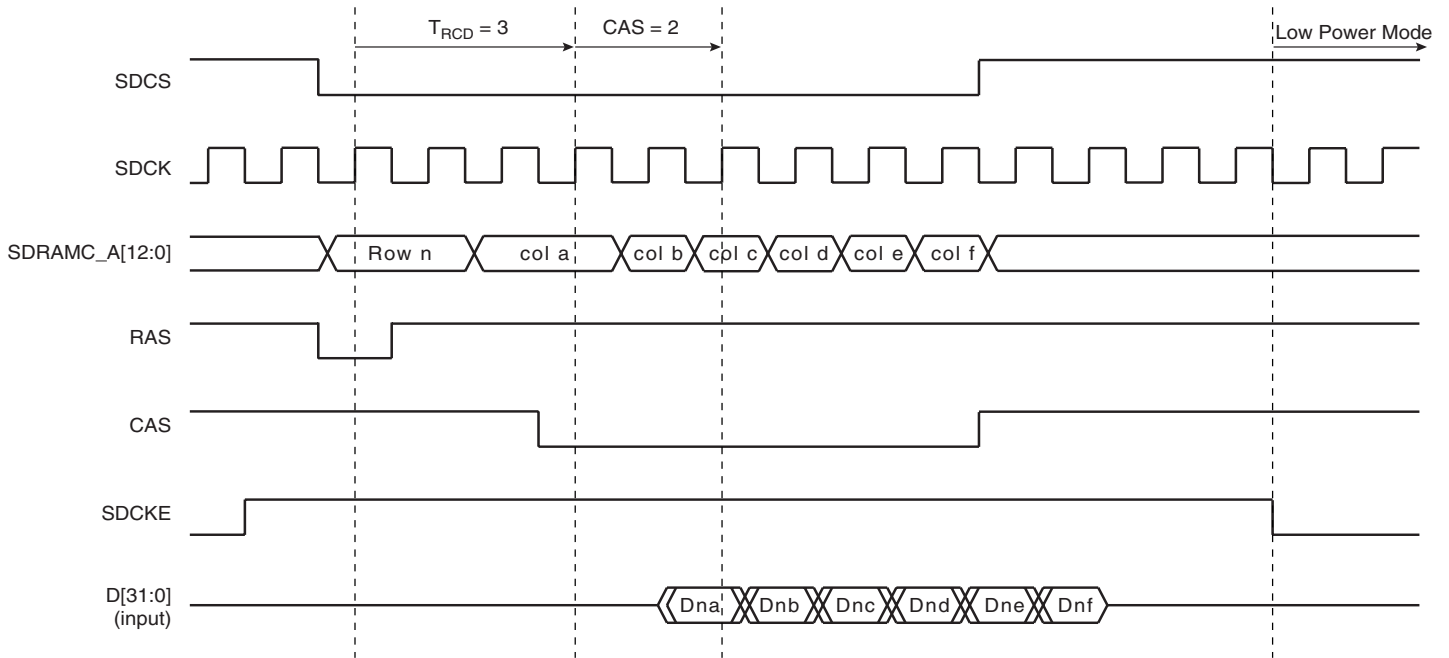 T_RCD = 3 CAS = 2 Low Power Mode
SDCS
SDCK
SDRAMC_A[12:0] Row n col a col b col c col d col e col f
RAS
CAS
SDCKE
D[31:0]
(input) Dna Dnb Dnc Dnd Dne Dnf